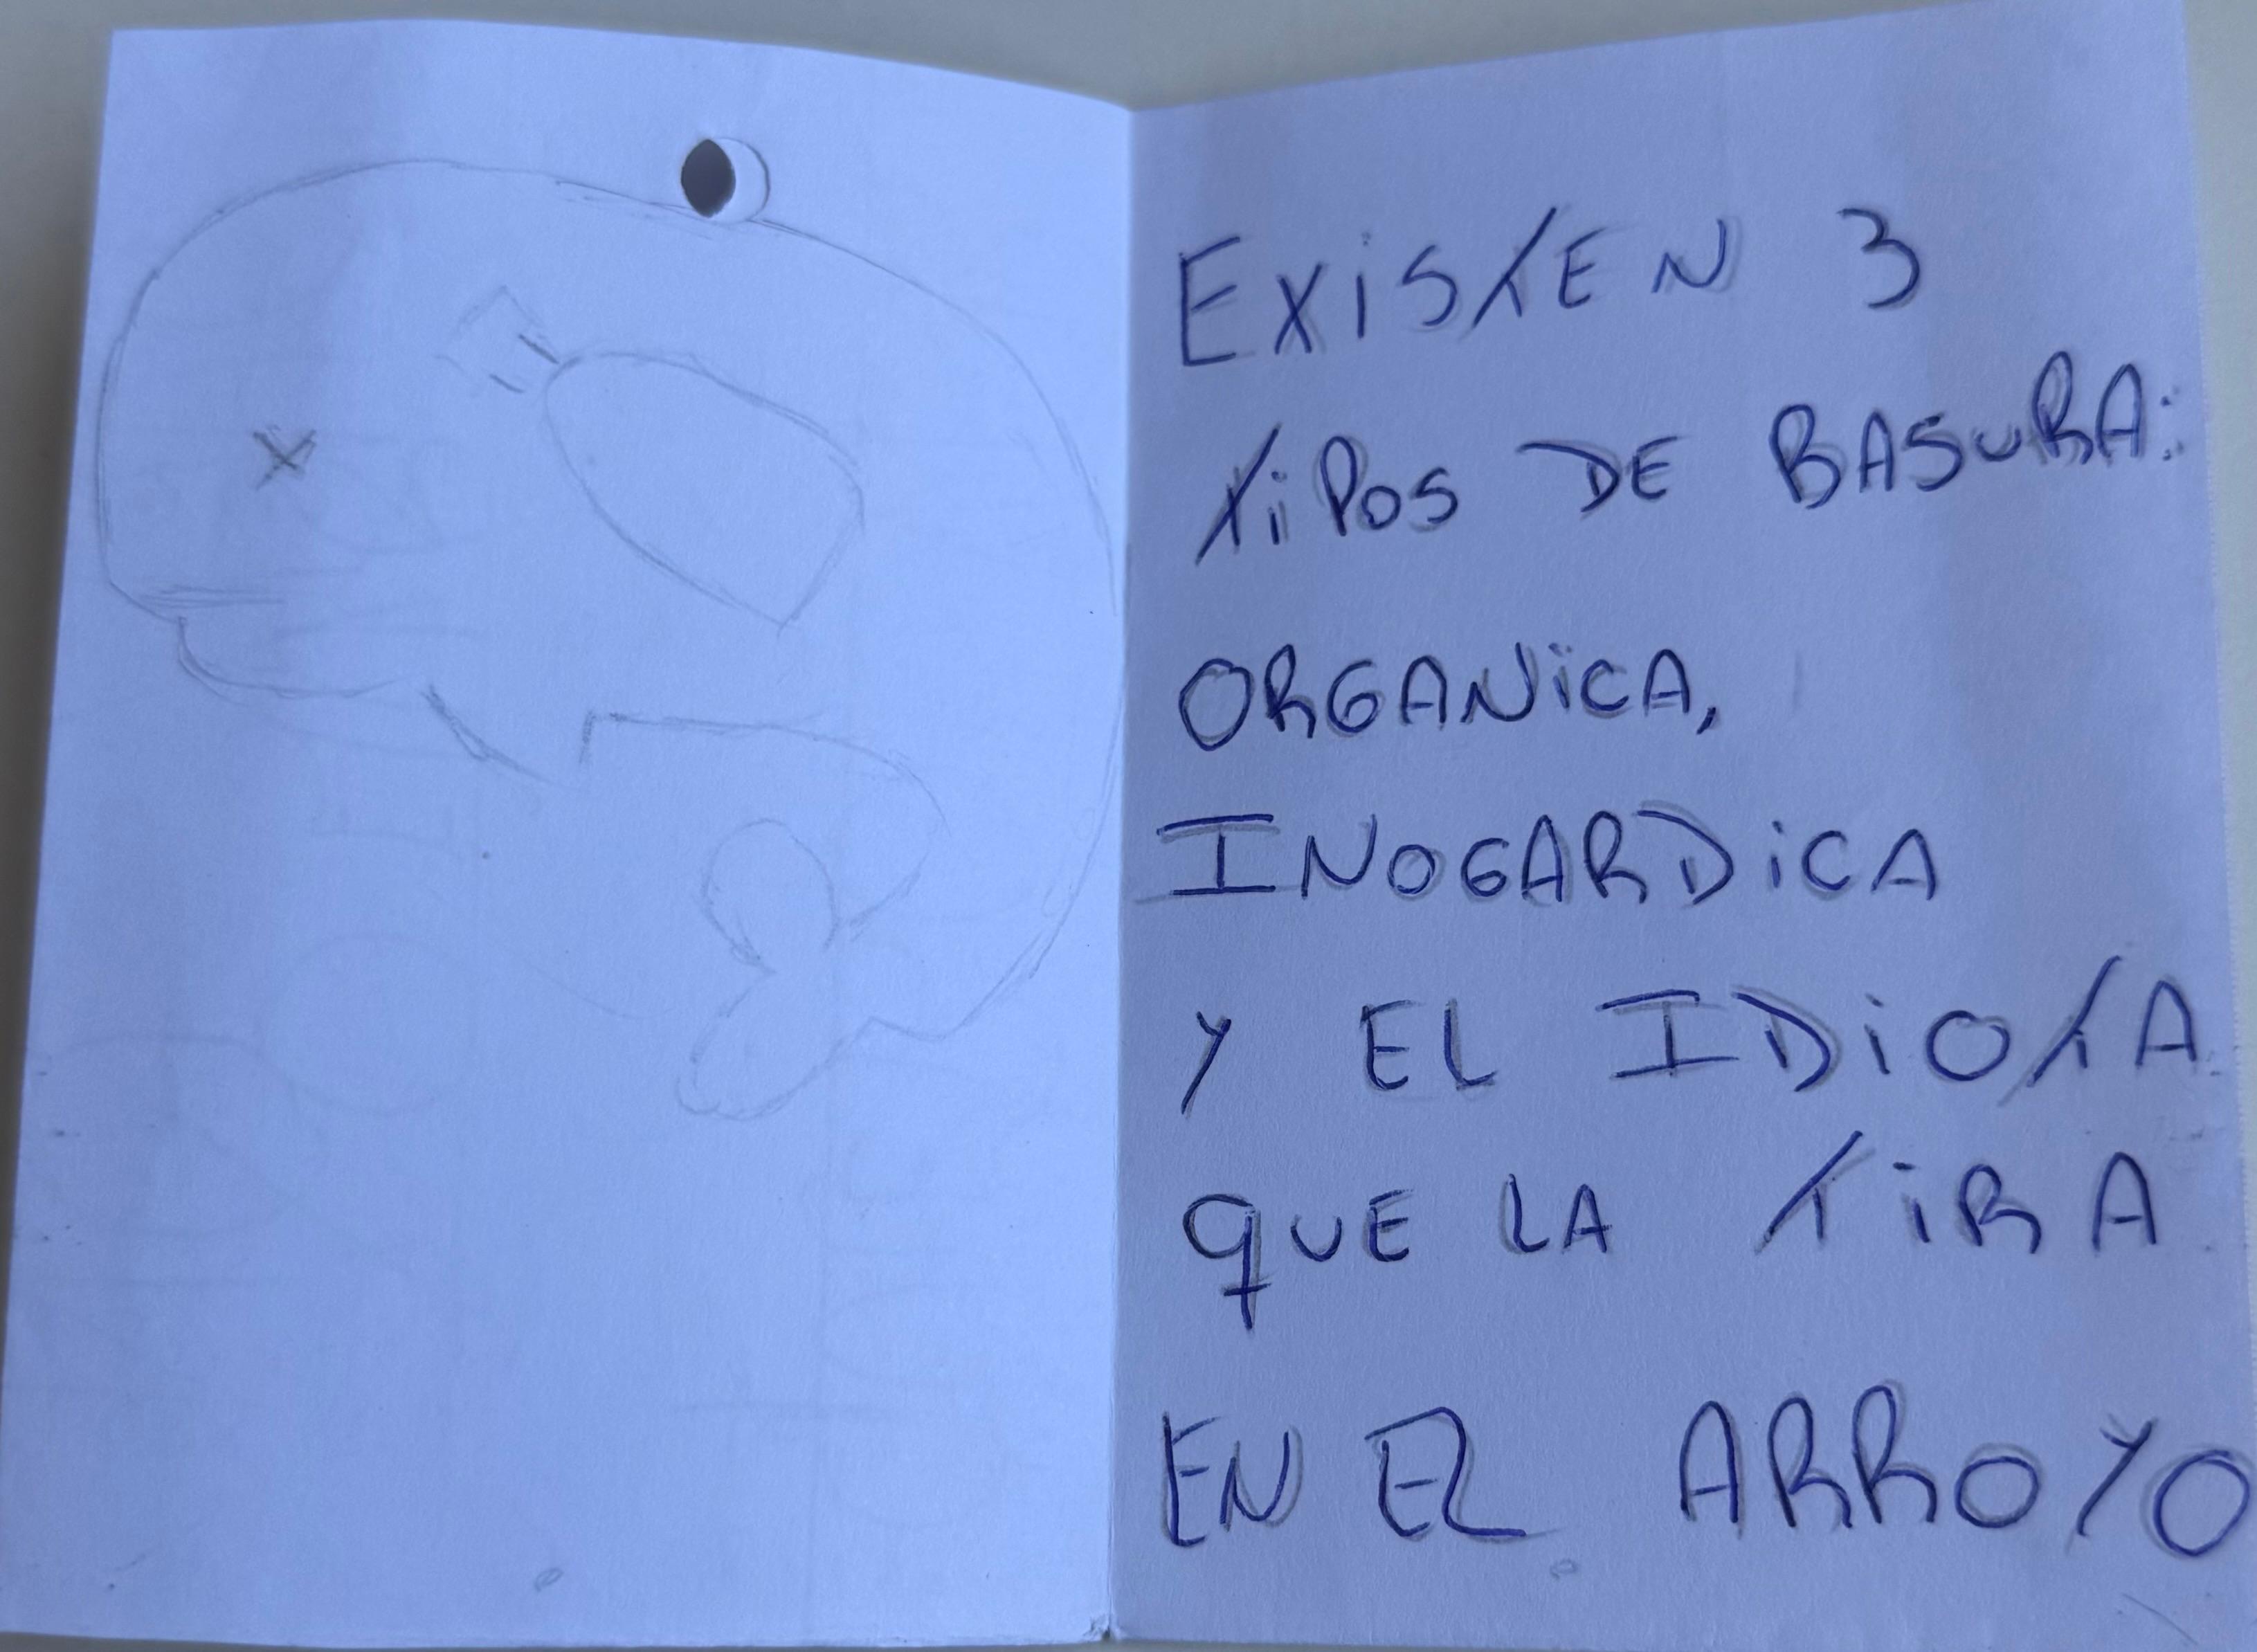 EXiSTEN 3
TiPOS DE BASURA:
ORGANiCA,
INOGARDiCA
Y EL IDiOTA
QUE LA TiRA
EN EL ARROYO